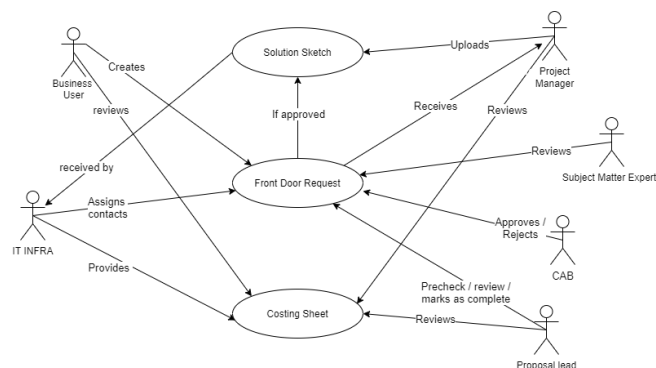 Solution Sketch
Uploads
Creates
Business
User
Project
Manager
reviews
If approved
Receives
Reviews
received by
Reviews
Front Door Request
Subject Matter Expert
Assigns
contacts
IT INFRA
Approves /
Rejects
CAB
Provides
Precheck / review /
marks as complete
Costing Sheet
Reviews
Proposal lead